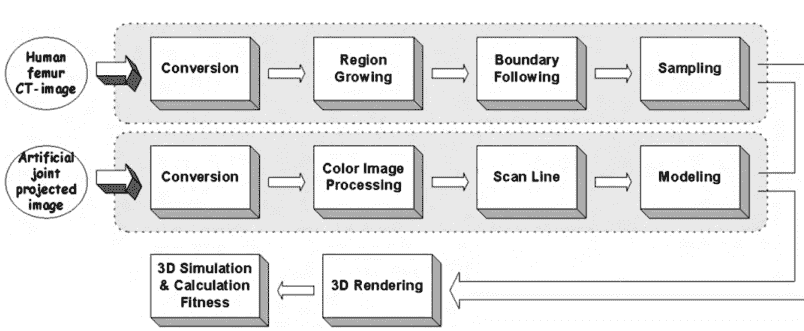 Human
femur
CT-image
Conversion
Region
Growing
Boundary
Following
Sampling
Artificial
joint
projected
image
Conversion
Color Image
Processing
Scan Line
Modeling
3D Simulation
& Calculation
Fitness
3D Rendering